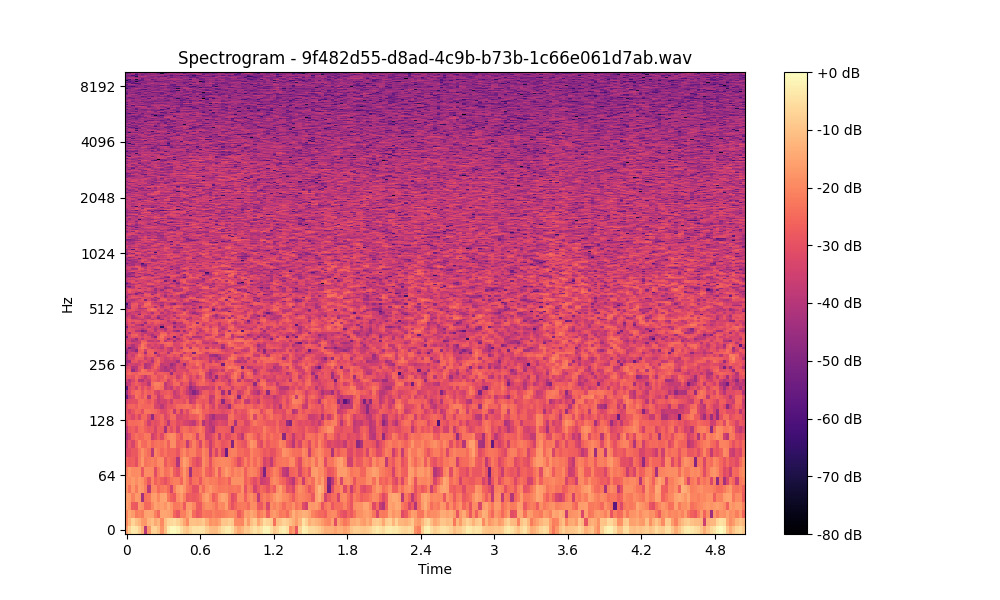 Spectrogram - 9f482d55-d8ad-4c9b-b73b-1c66e061d7ab.wav
8192
4096
2048
1024
512
256
128
64
0
Hz
0 0.6 1.2 1.8 2.4 3 3.6 4.2 4.8
Time
+0 dB
-10 dB
-20 dB
-30 dB
-40 dB
-50 dB
-60 dB
-70 dB
-80 dB